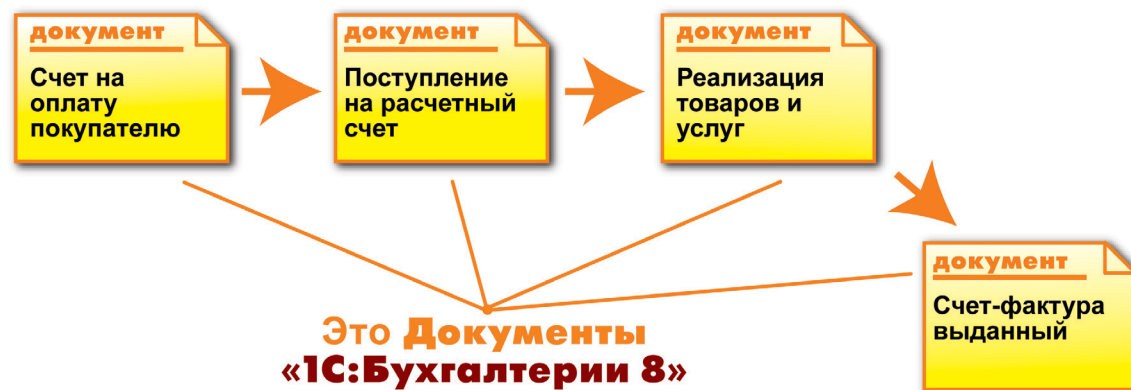 документ
Счет на
оплату
покупателю
документ
Поступление
на расчетный
счет
документ
Реализация
товаров и
услуг
документ
Счет-фактура
выданный
Это Документы
«1С:Бухгалтерии 8»